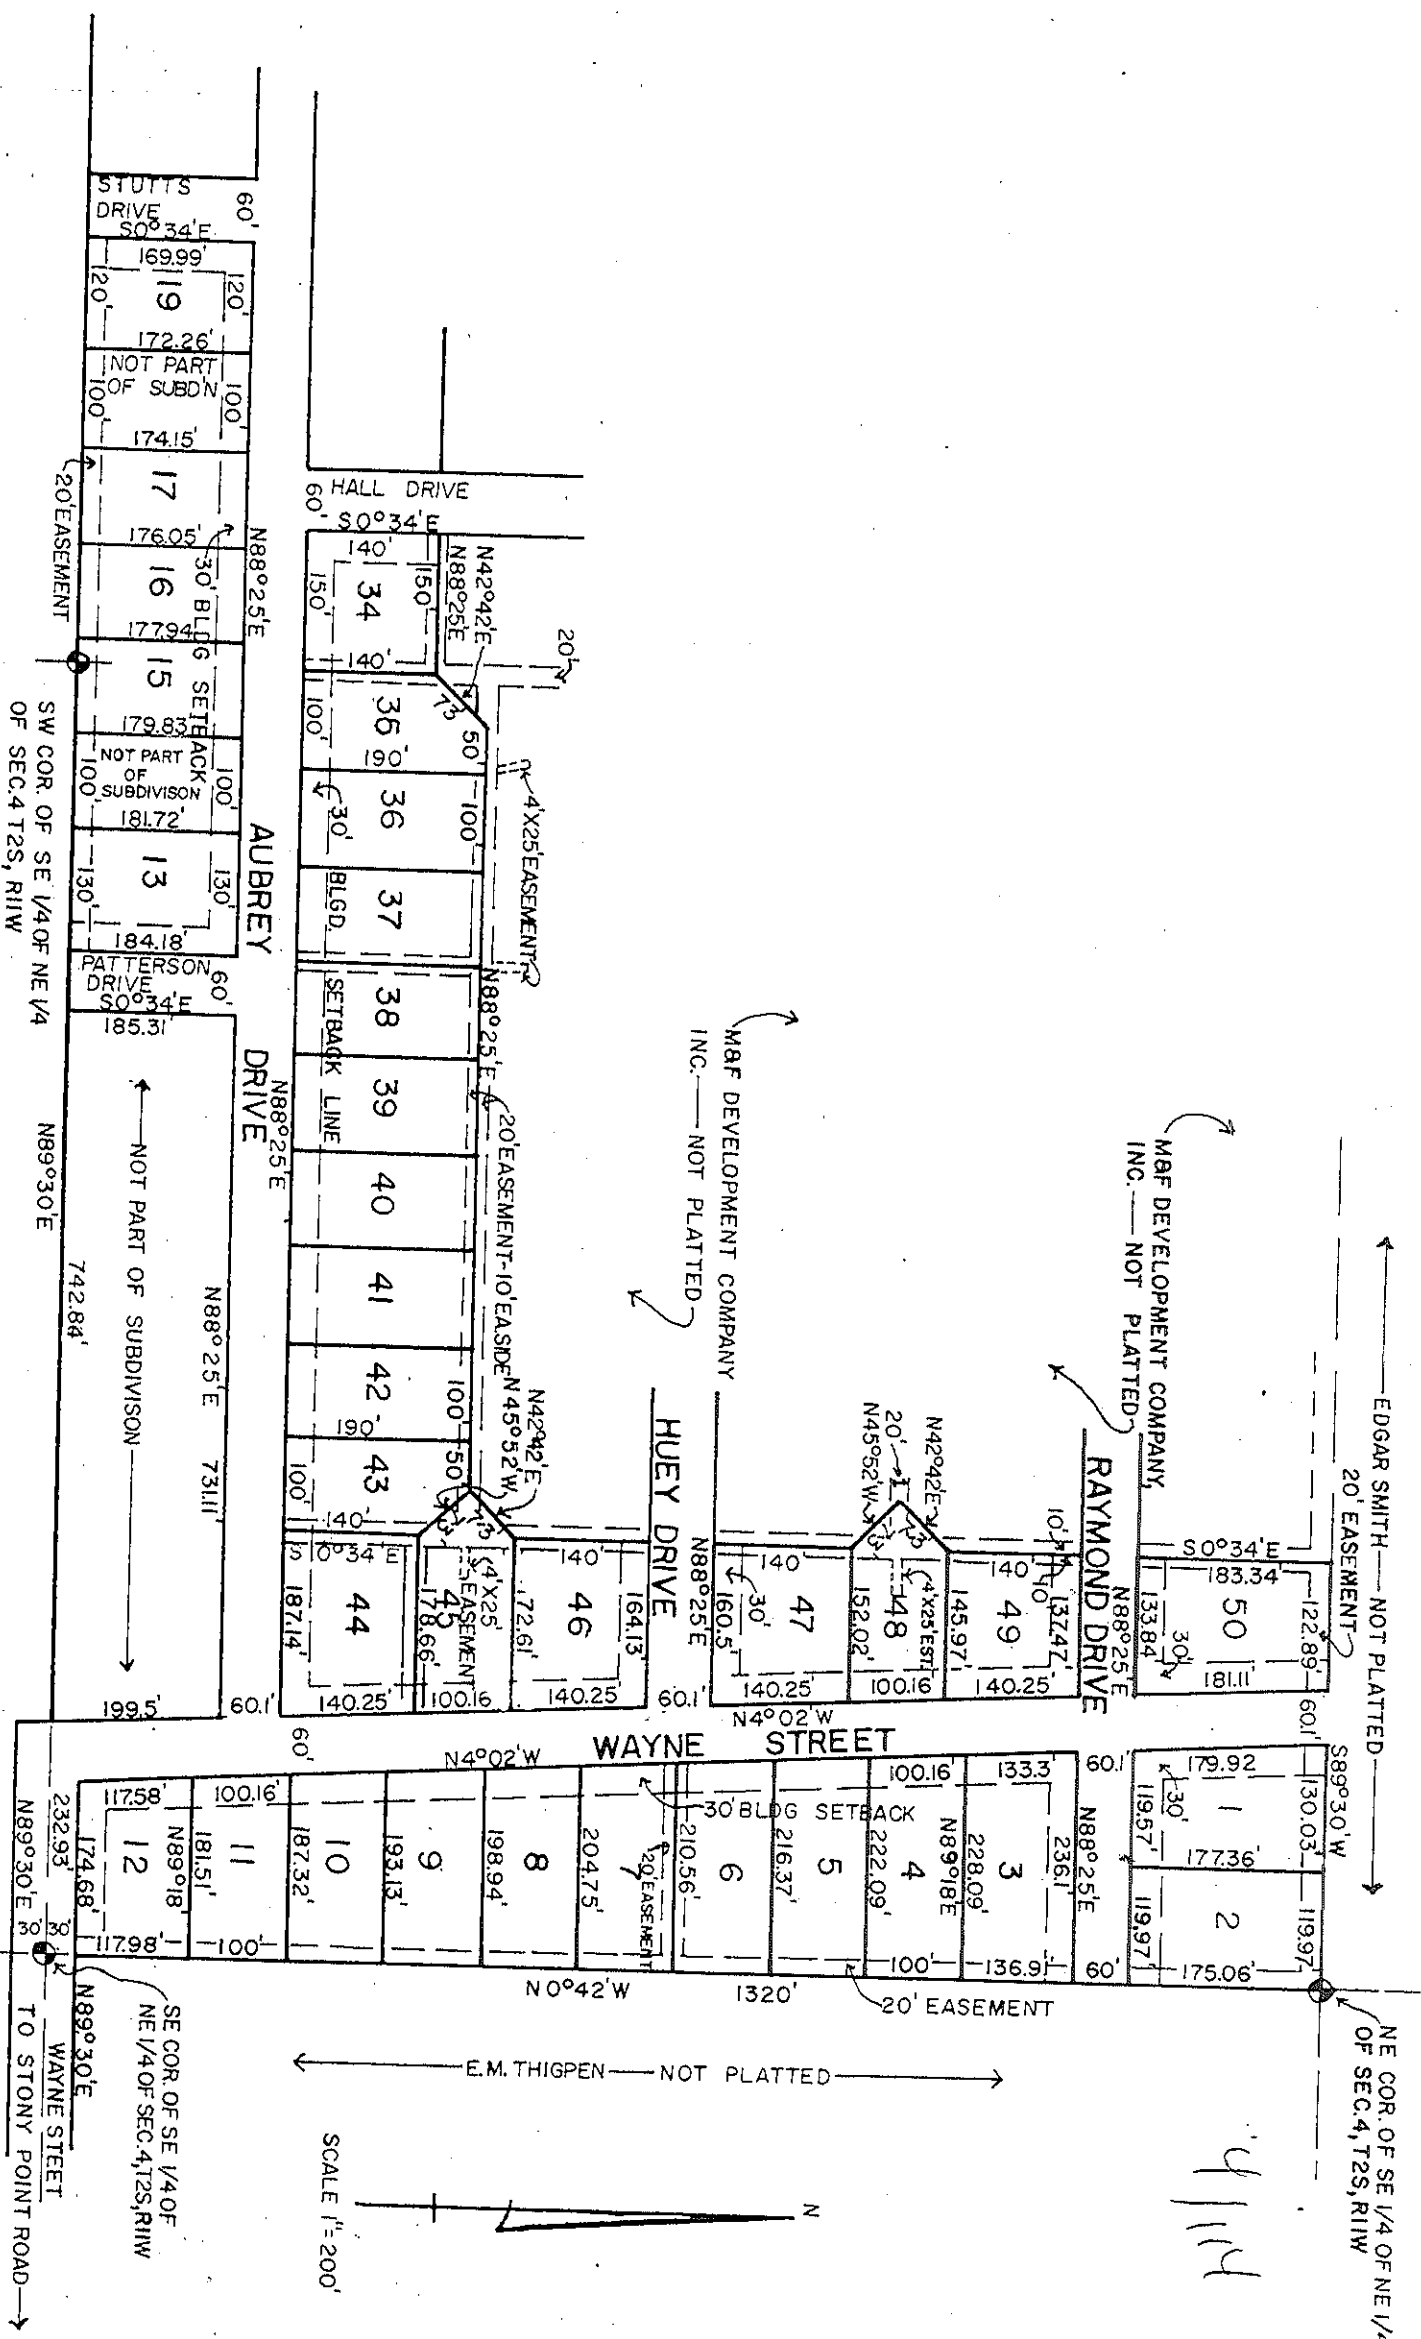 EDGAR SMITH — NOT PLATTED
NE COR. OF SE 1/4 OF NE 1/4
OF SEC. 4, T2S, R11W
20' EASEMENT
S89°30'W
S0°34'E
183.34'
50
122.89'
181.11'
133.84'
30'
60.1'
130.03'
119.97'
179.92
1
177.36'
2
175.06'
30'
119.57'
119.97'
M&F DEVELOPMENT COMPANY,
INC. — NOT PLATTED
RAYMOND DRIVE
N88°25'E
60.1'
N88°25'E
60'
10'
10'
140'
49
137.47'
140.25'
145.97'
N42°42'E
20'
N45°52'W
73
73
48
4'X25'EST.
100.16
152.02'
140'
47
140.25'
30'
160.5'
133.3'
236.1'
3
136.91'
228.09'
N89°18'E
100.16'
4
100'
222.09'
5
216.37'
6
210.56'
30' BLDG SETBACK
20' EASEMENT
7
204.75'
8
198.94'
9
193.13'
10
187.32'
11
100.16'
100'
181.51'
N89°18'
12
117.58'
117.98'
174.68'
20' EASEMENT
N0°42'W
1320'
E.M. THIGPEN — NOT PLATTED
N4°02'W
WAYNE STREET
N4°02'W
60'
M&F DEVELOPMENT COMPANY
INC. — NOT PLATTED
HUEY DRIVE
N88°25'E
60.1'
140'
46
164.13'
140.25'
172.61'
N42°42'E
N45°52'W
73
73
4'X25'
EASEMENT
45
100.16
178.66'
S0°34'E
44
140.25'
187.14'
60.1'
HALL DRIVE
S0°34'E
60'
N42°42'E
N88°25'E
20'
140'
150'
34
150'
140'
73
50'
36
100'
190'
4'X25'EASEMENT
36
100'
30'
BLGD.
SETBACK LINE
37
38
N88°25'E
39
20'EASEMENT-10'EA.SIDE
40
41
42
100'
190'
43
50'
100'
140'
AUBREY DRIVE
N88°25'E
N88°25'E
STUTTS
DRIVE
S0°34'E
60'
169.99'
120'
19
120'
172.26'
NOT PART
OF SUBD'N
100'
100'
174.15'
17
176.05'
30' BLDG SETBACK
16
177.94'
15
179.83'
NOT PART
OF
SUBDIVISON
100'
100'
181.72'
13
130'
130'
184.18'
20'EASEMENT
PATTERSON
DRIVE
S0°34'E
60'
185.31'
NOT PART OF SUBDIVISON
N88°25'E
731.11'
199.5'
SW COR. OF SE 1/4 OF NE 1/4
OF SEC.4 T2S, R11W
N89°30'E
742.84'
232.93'
N89°30'E
30'
30'
N89°30'E
SE COR. OF SE 1/4 OF
NE 1/4 OF SEC.4,T2S,R11W
WAYNE STEET
TO STONY POINT ROAD
N
SCALE 1"=200'